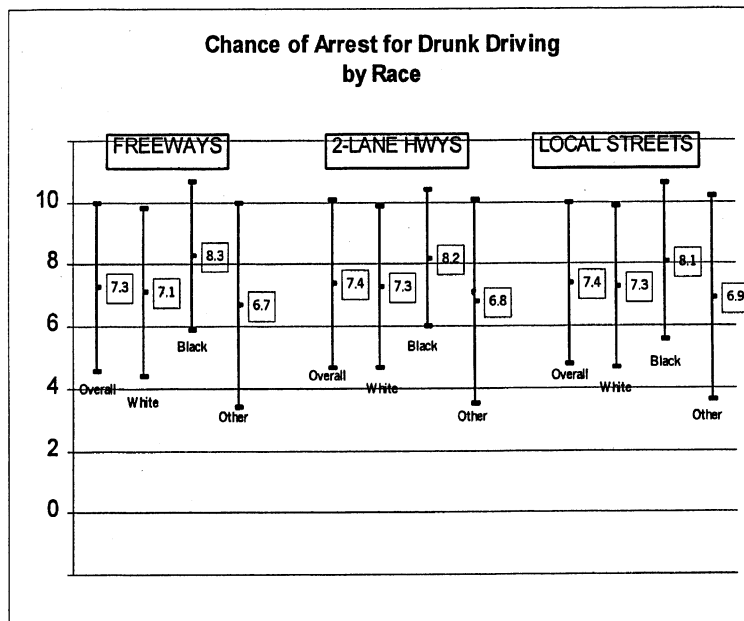 Chance of Arrest for Drunk Driving
by Race
FREEWAYS 2-LANE HWYS LOCAL STREETS
10
8
6
4
2
0
7.3 7.1 8.3 6.7
Overall White Black Other
7.4 7.3 8.2 6.8
Overall White Black Other
7.4 7.3 8.1 6.9
Overall White Black Other